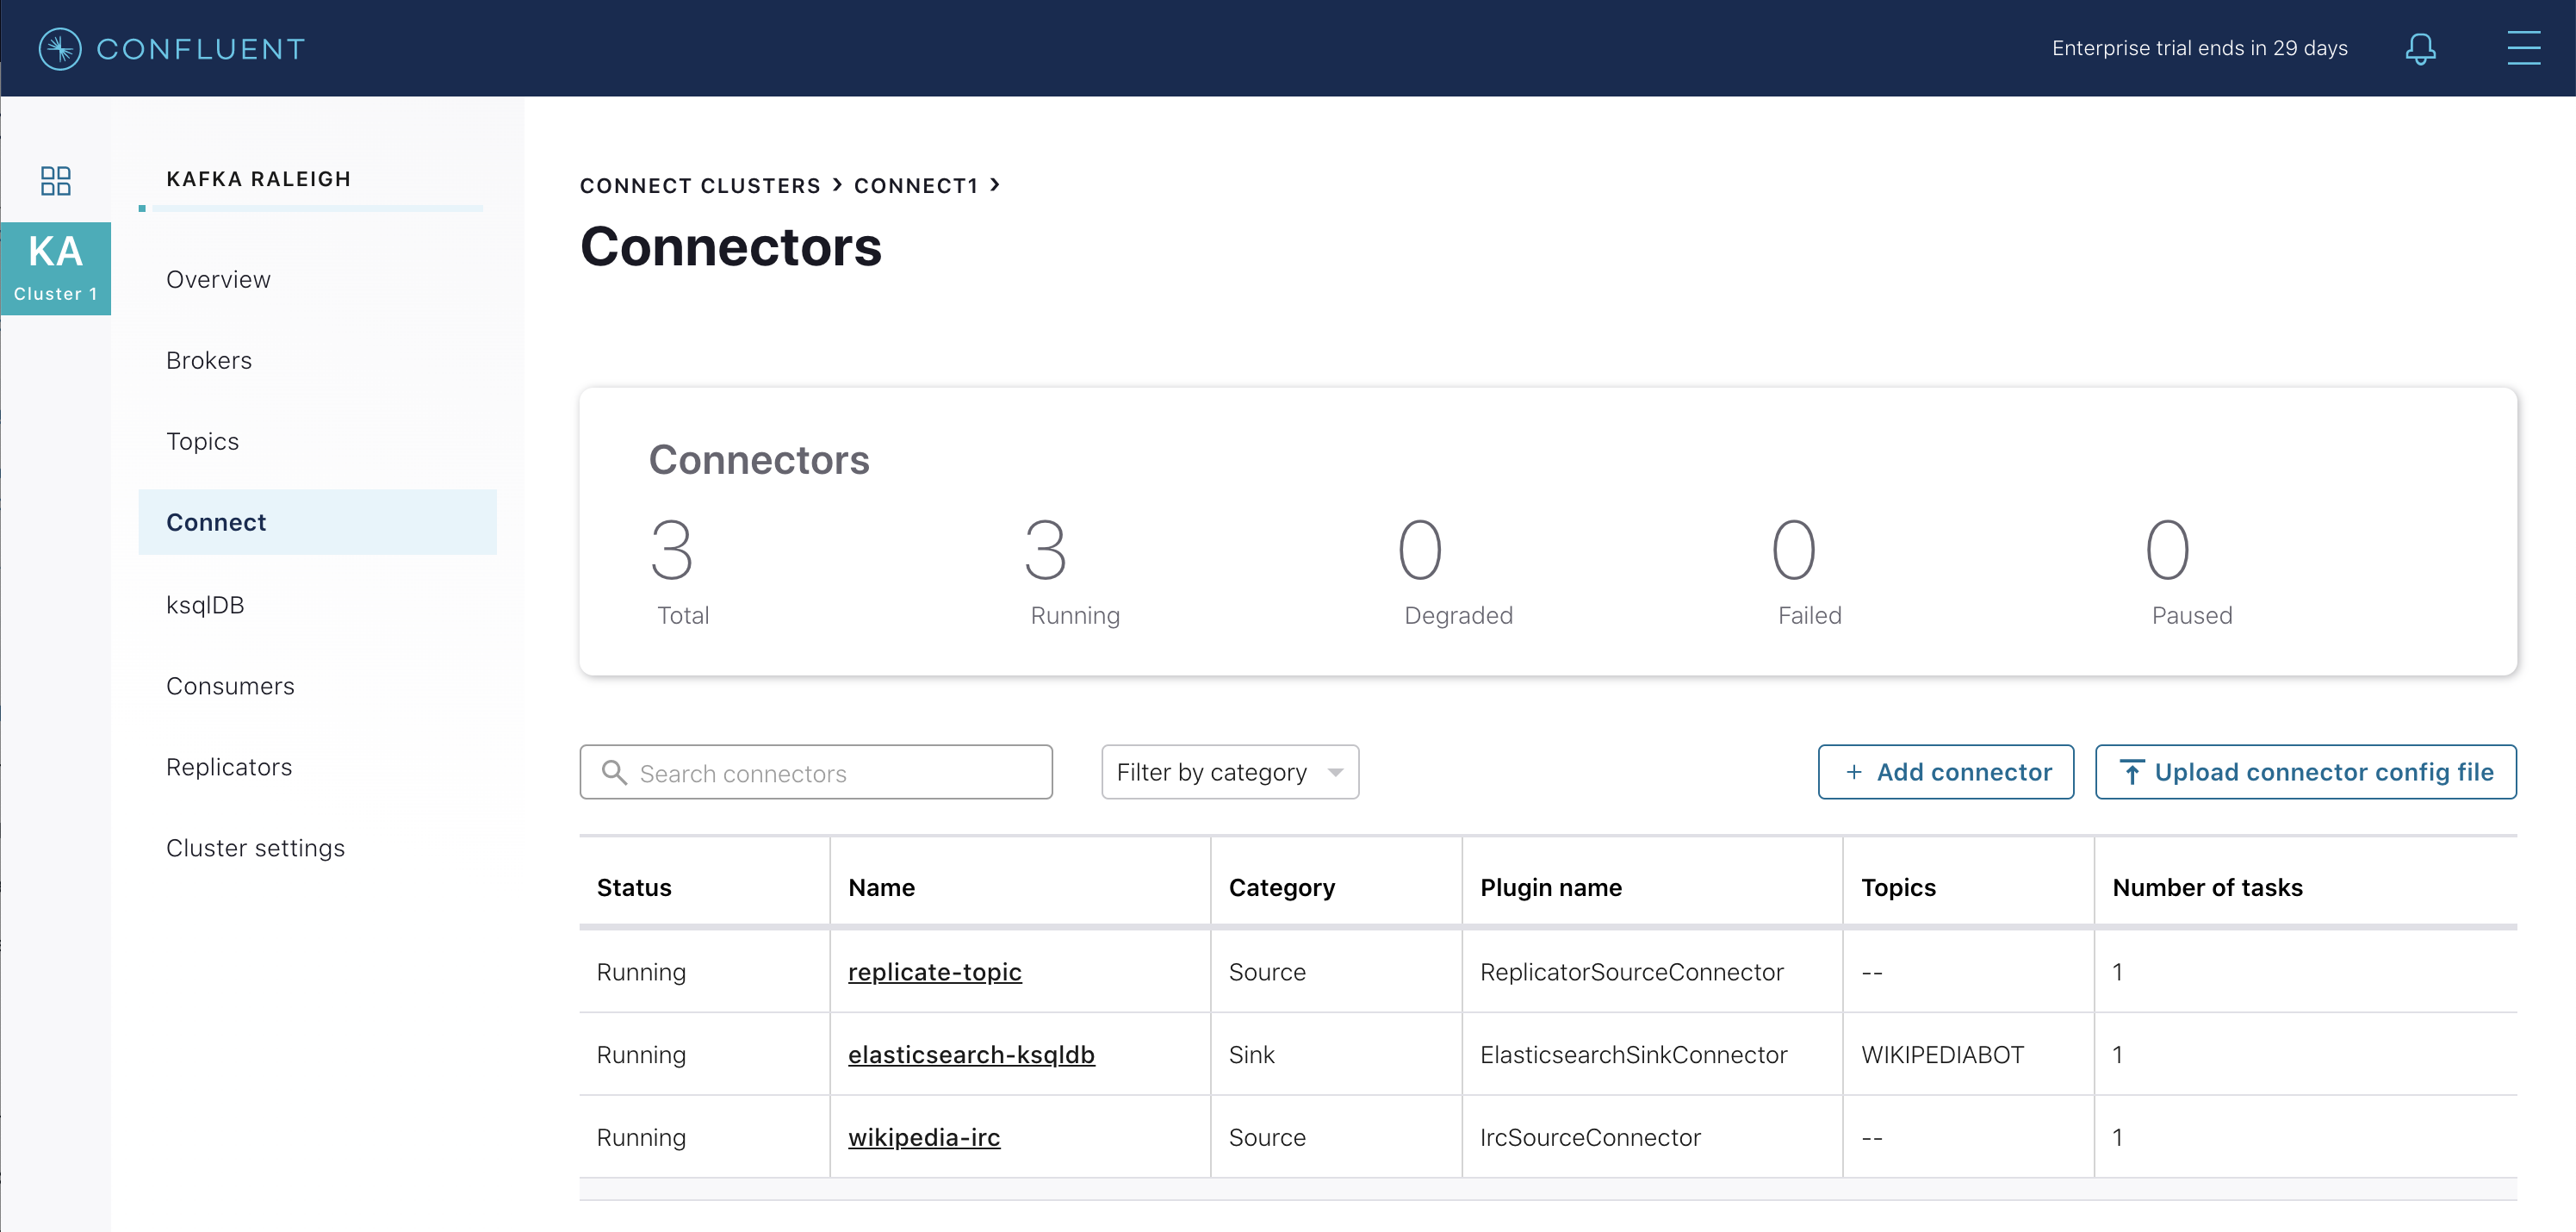 CONFLUENT
Enterprise trial ends in 29 days
KA
Cluster 1
KAFKA RALEIGH
Overview
Brokers
Topics
Connect
ksqlDB
Consumers
Replicators
Cluster settings
CONNECT CLUSTERS > CONNECT1 >
Connectors
Connectors
3 3 0 0 0
Total Running Degraded Failed Paused
Search connectors Filter by category + Add connector Upload connector config file
Status Name Category Plugin name Topics Number of tasks
Running replicate-topic Source ReplicatorSourceConnector -- 1
Running elasticsearch-ksqldb Sink ElasticsearchSinkConnector WIKIPEDIABOT 1
Running wikipedia-irc Source IrcSourceConnector -- 1